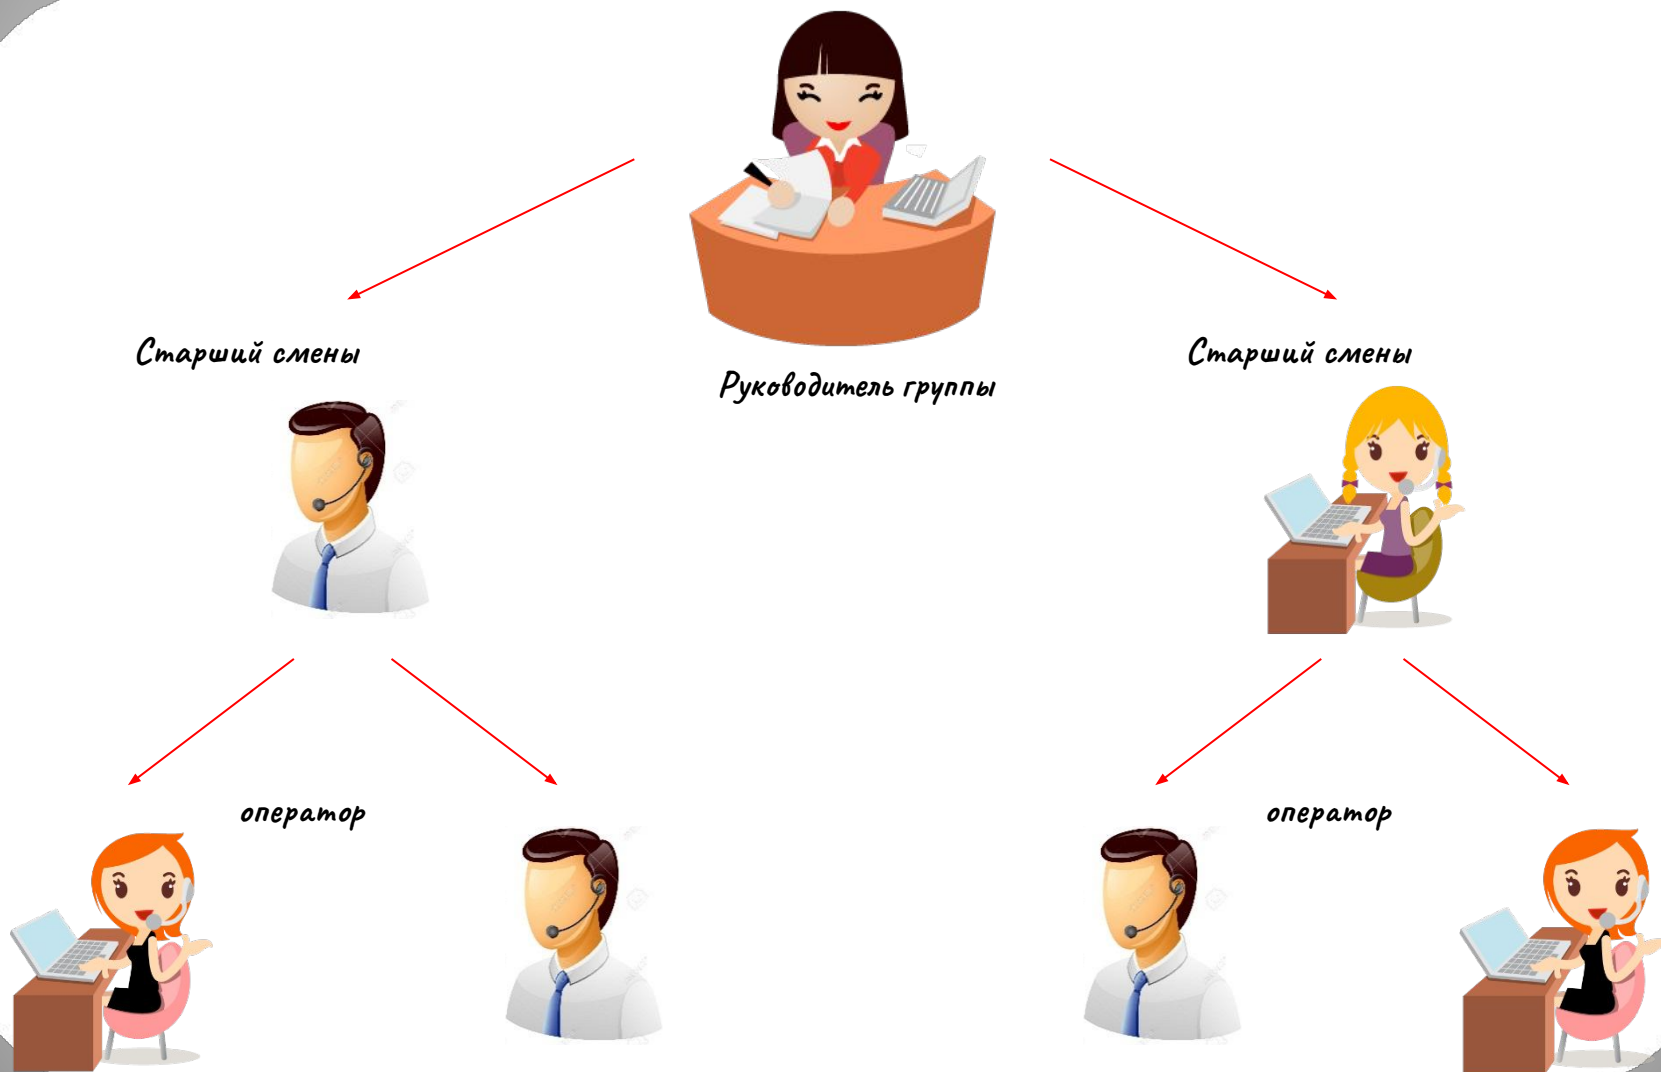 Старший смены
Старший смены
Руководитель группы
оператор
оператор